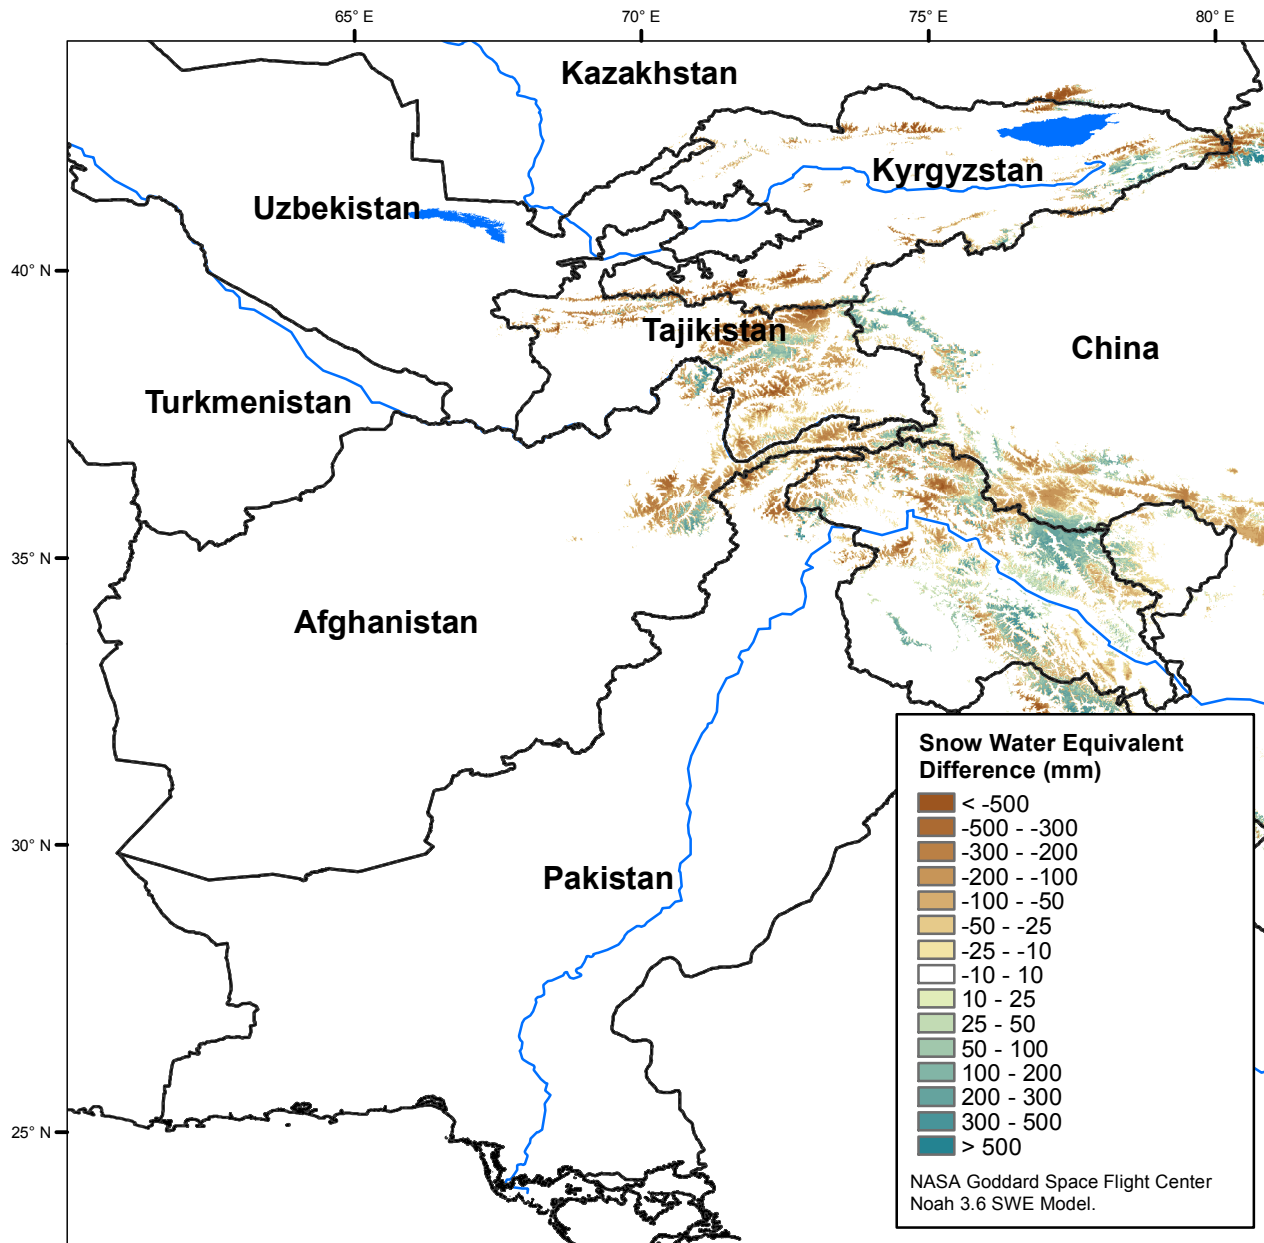 65° E
70° E
75° E
80° E
Kazakhstan
Kyrgyzstan
Uzbekistan
40° N
Tajikistan
China
Turkmenistan
35° N
Afghanistan
30° N
Pakistan
25° N
Snow Water Equivalent
Difference (mm)
< -500
-500 - -300
-300 - -200
-200 - -100
-100 - -50
-50 - -25
-25 - -10
-10 - 10
10 - 25
25 - 50
50 - 100
100 - 200
200 - 300
300 - 500
> 500
NASA Goddard Space Flight Center
Noah 3.6 SWE Model.